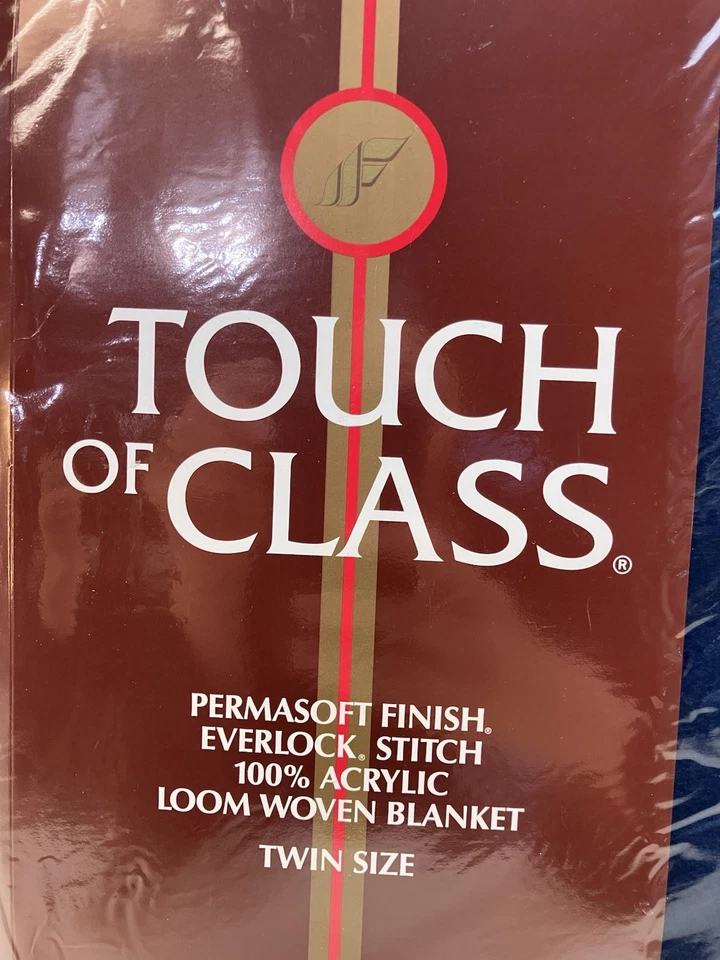 F
TOUCH
OF CLASS®
PERMASOFT FINISH®
EVERLOCK® STITCH
100% ACRYLIC
LOOM WOVEN BLANKET
TWIN SIZE